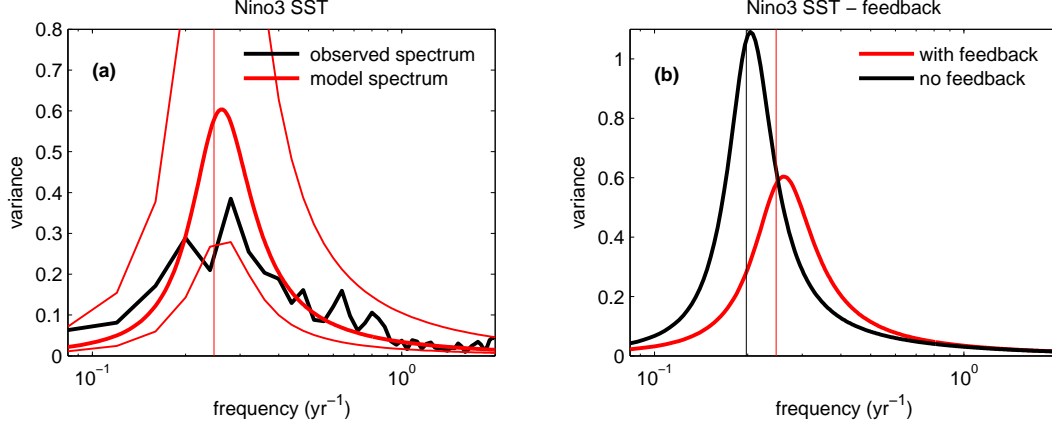 Nino3 SST
(a)
observed spectrum
model spectrum
variance
0.8
0.7
0.6
0.5
0.4
0.3
0.2
0.1
0
10⁻¹
10⁰
frequency (yr⁻¹)
Nino3 SST − feedback
(b)
with feedback
no feedback
variance
1
0.8
0.6
0.4
0.2
0
10⁻¹
10⁰
frequency (yr⁻¹)